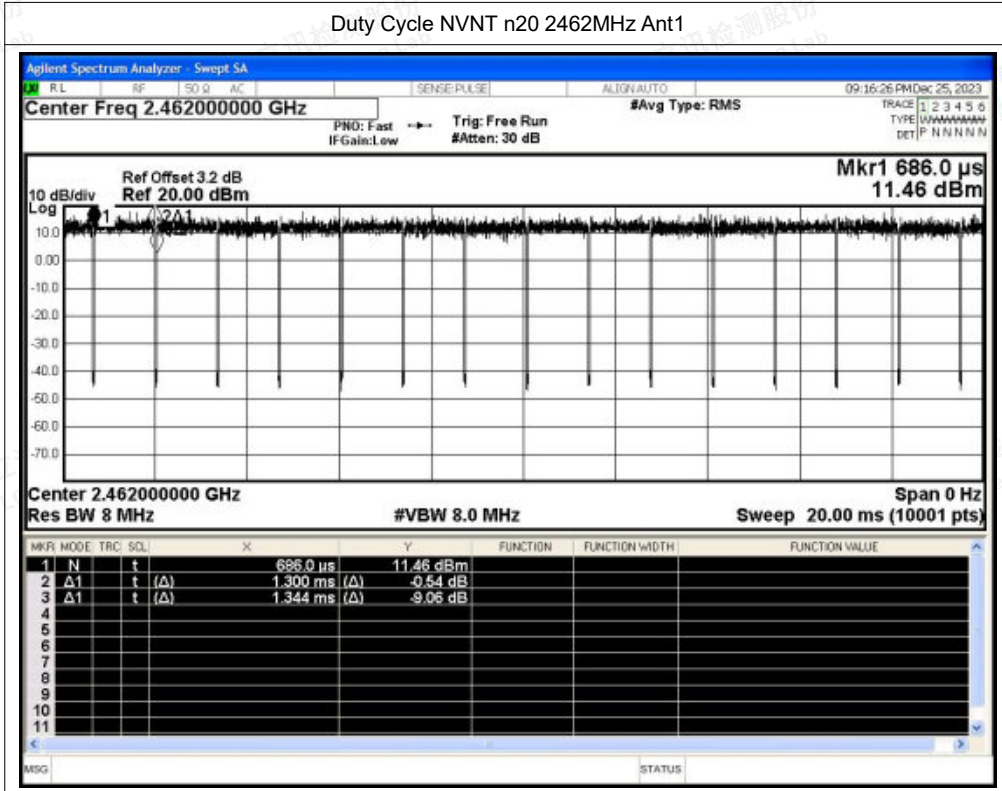 Duty Cycle NVNT n20 2462MHz Ant1
Agilent Spectrum Analyzer - Swept SA
RL RF 50 Ω AC SENSE:PULSE ALIGN AUTO 09:16:26 PM Dec 25, 2023
Center Freq 2.462000000 GHz #Avg Type: RMS TRACE 1 2 3 4 5 6
PNO: Fast Trig: Free Run TYPE
IFGain:Low #Atten: 30 dB DET P N N N N N
Mkr1 686.0 µs
Ref Offset 3.2 dB
10 dB/div Ref 20.00 dBm 11.46 dBm
Log
1 2Δ1
10.0
0.00
-10.0
-20.0
-30.0
-40.0
-50.0
-60.0
-70.0
Center 2.462000000 GHz Span 0 Hz
Res BW 8 MHz #VBW 8.0 MHz Sweep 20.00 ms (10001 pts)
MKR MODE TRC SCL X Y FUNCTION FUNCTION WIDTH FUNCTION VALUE
1 N t 686.0 µs 11.46 dBm
2 Δ1 t (Δ) 1.300 ms (Δ) -0.54 dB
3 Δ1 t (Δ) 1.344 ms (Δ) -9.06 dB
4
5
6
7
8
9
10
11
MSG STATUS